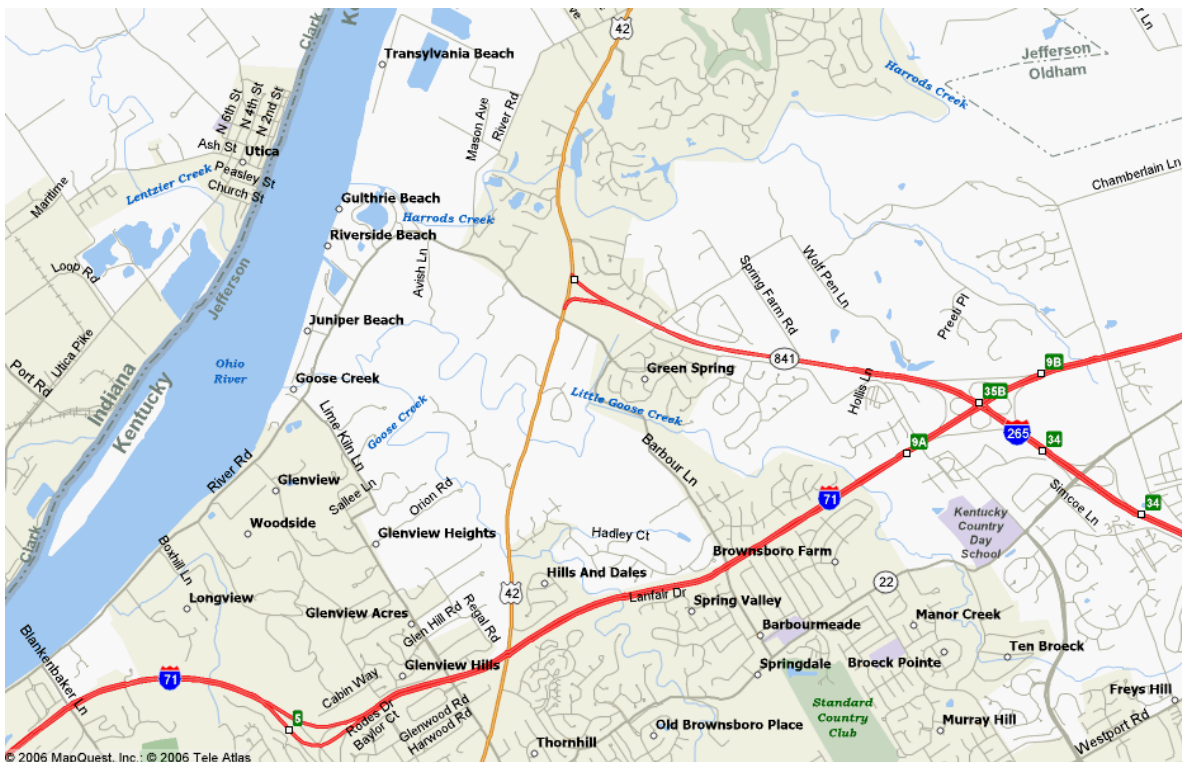 42
Clark
Kentucky
Transylvania Beach
Jefferson
Oldham
Harrods Creek
N 6th St
N 4th St
N 2nd St
Ash St
Utica
Peasley St
Church St
Lentzier Creek
Maritime
Mason Ave
River Rd
Chamberlain Ln
Gulthrie Beach
Harrods Creek
Riverside Beach
Loop Rd
Jefferson
Avish Ln
Spring Farm Rd
Wolf Pen Ln
Preeti Pl
Juniper Beach
Utica Pike
Port Rd
Ohio
River
841
9B
Green Spring
Goose Creek
35B
Hollis Ln
Indiana
Kentucky
Lime Kiln Ln
Goose Creek
Little Goose Creek
265
34
9A
Barbour Ln
River Rd
Glenview
Sallee Ln
Orion Rd
71
Simcoe Ln
34
Kentucky
Country
Day
School
Woodside
Glenview Heights
Hadley Ct
Brownsboro Farm
Clark
Boxhill Ln
Hills And Dales
22
42
Lanfair Dr
Longview
Glenview Acres
Glen Hill Rd
Regal Rd
Spring Valley
Manor Creek
Barbourmeade
Blankenbaker Ln
Ten Broeck
Broeck Pointe
Glenview Hills
Springdale
71
Cabin Way
Freys Hill
Rodes Dr
Baylor Ct
Glenwood Rd
Harwood Rd
5
Standard
Country
Club
Old Brownsboro Place
Murray Hill
Westport Rd
Thornhill
© 2006 MapQuest, Inc.; © 2006 Tele Atlas